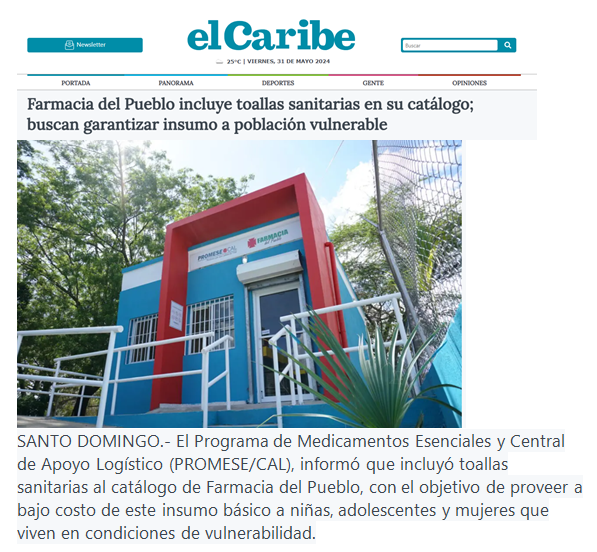 elCaribe
Newsletter
Buscar
25°C | VIERNES, 31 DE MAYO 2024
PORTADA PANORAMA DEPORTES GENTE OPINIONES
Farmacia del Pueblo incluye toallas sanitarias en su catálogo;
buscan garantizar insumo a población vulnerable
PROMESE CAL
FARMACIA
SANTO DOMINGO.- El Programa de Medicamentos Esenciales y Central
de Apoyo Logístico (PROMESE/CAL), informó que incluyó toallas
sanitarias al catálogo de Farmacia del Pueblo, con el objetivo de proveer a
bajo costo de este insumo básico a niñas, adolescentes y mujeres que
viven en condiciones de vulnerabilidad.